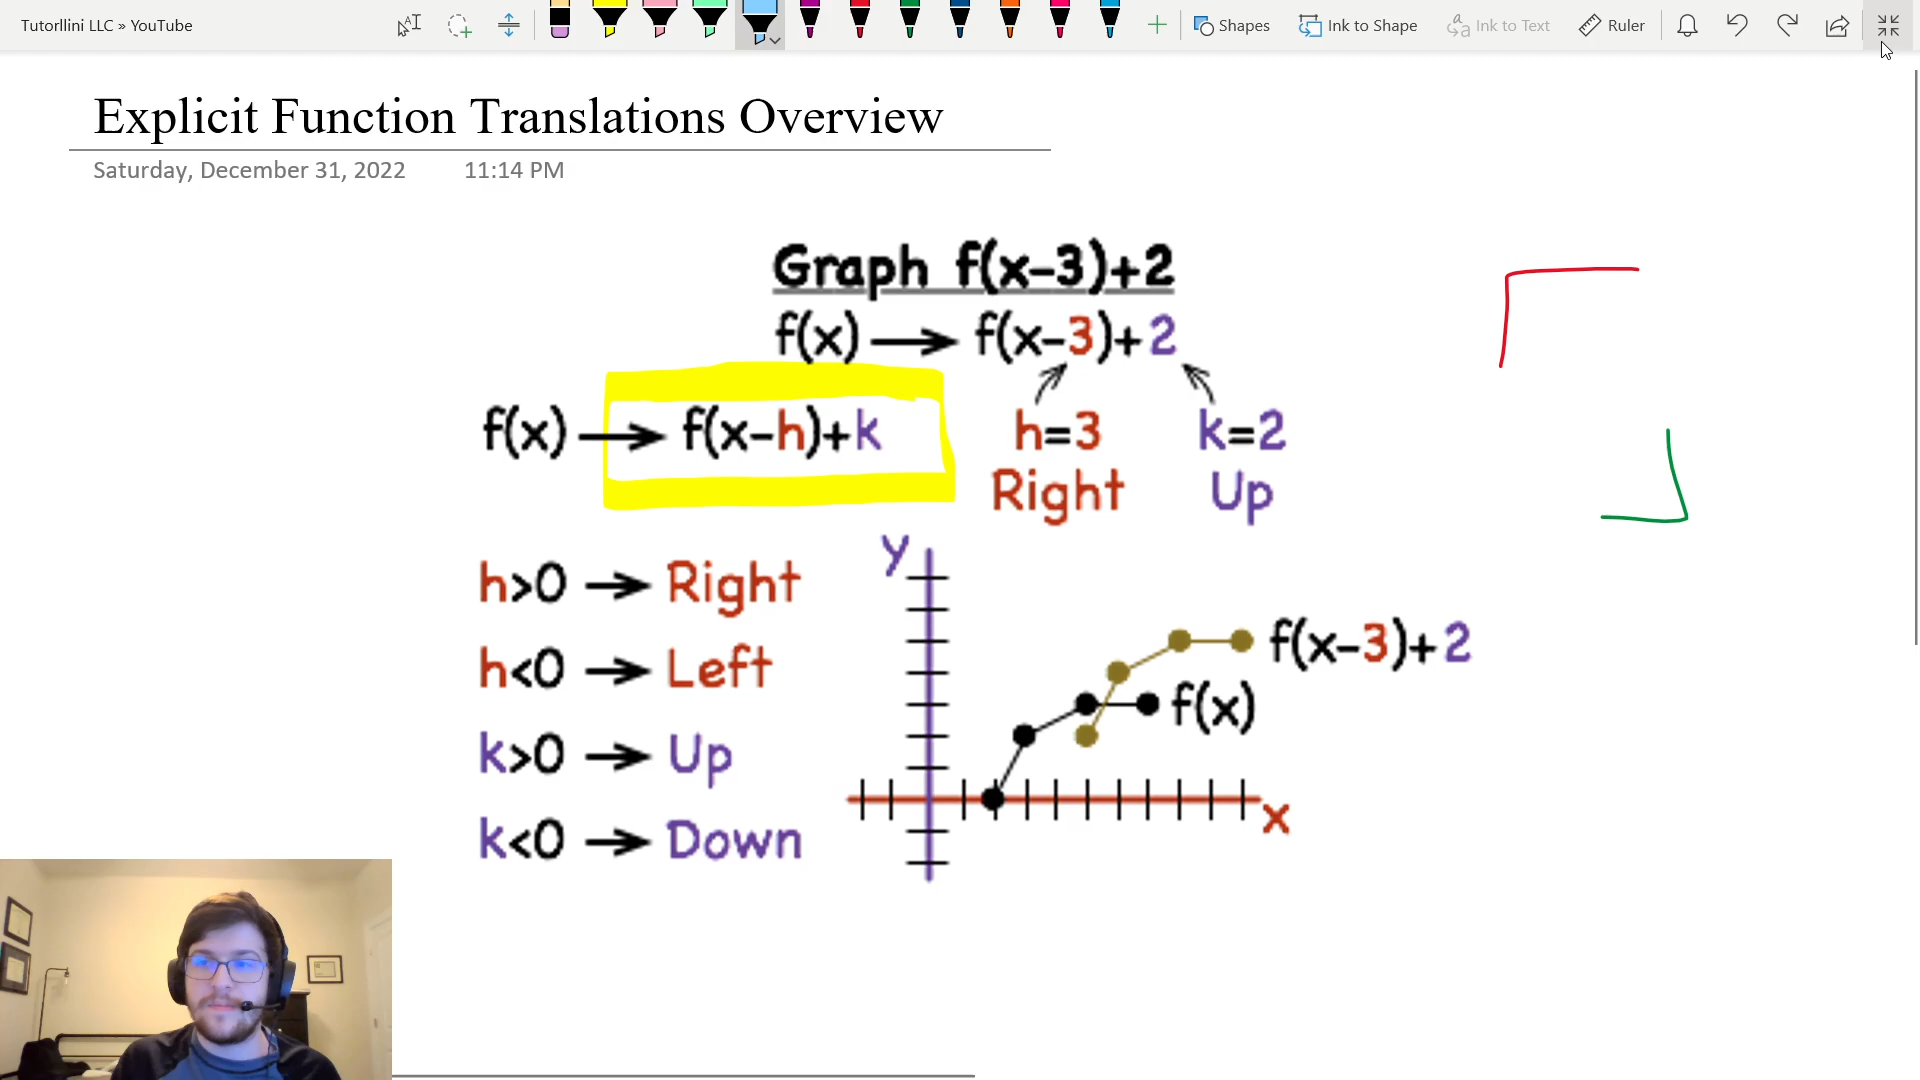 Tutorllini LLC » YouTube
Shapes
Ink to Shape
Ink to Text
Ruler
Explicit Function Translations Overview
Saturday, December 31, 2022 11:14 PM
Graph f(x-3)+2
f(x) → f(x-3)+2
f(x) → f(x-h)+k
h=3 k=2
Right Up
h>0 → Right
h<0 → Left
k>0 → Up
k<0 → Down
y
f(x-3)+2
f(x)
x